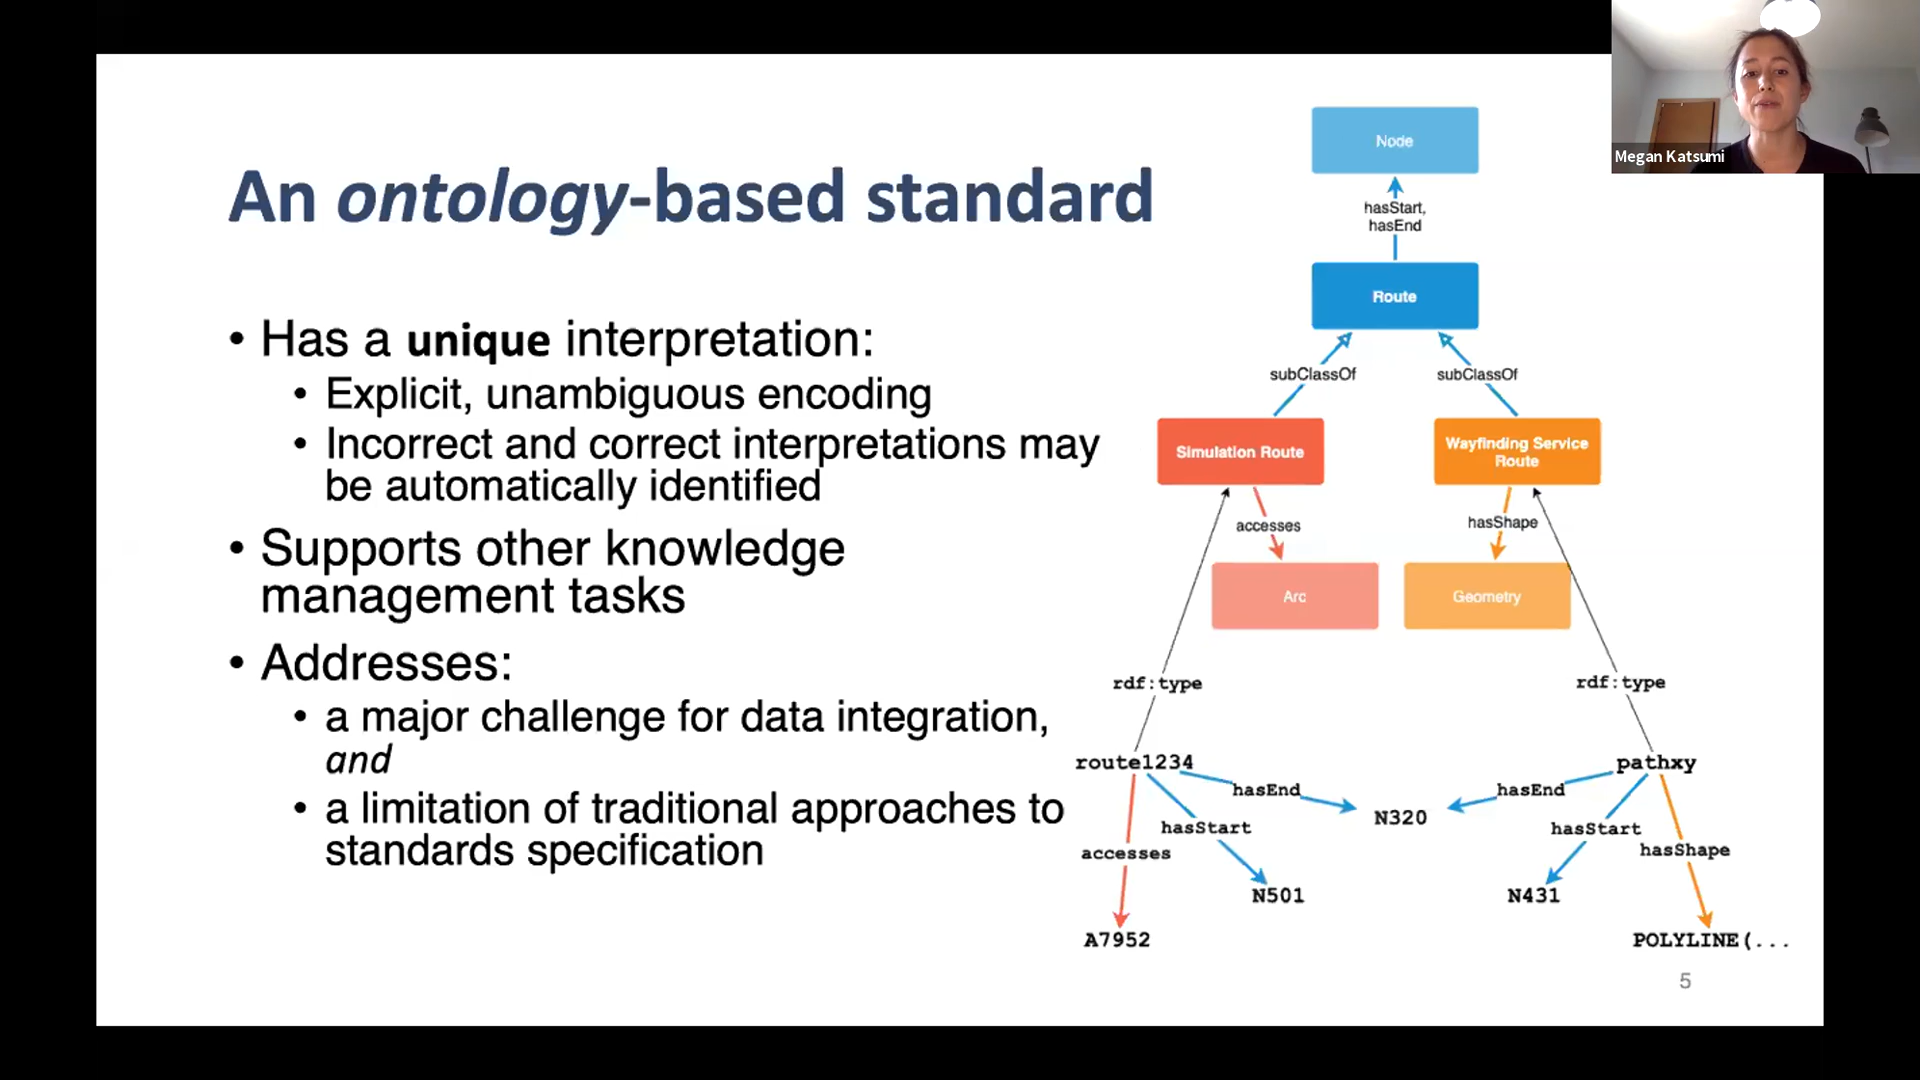 Megan Katsumi
An ontology-based standard
• Has a unique interpretation:
• Explicit, unambiguous encoding
• Incorrect and correct interpretations may
be automatically identified
• Supports other knowledge
management tasks
• Addresses:
• a major challenge for data integration,
and
• a limitation of traditional approaches to
standards specification
Node
hasStart,
hasEnd
Route
subClassOf
subClassOf
Simulation Route
Wayfinding Service
Route
accesses
hasShape
Arc
Geometry
rdf:type
rdf:type
route1234
pathxy
hasEnd
hasEnd
N320
hasStart
hasStart
accesses
hasShape
N501
N431
A7952
POLYLINE(...
5